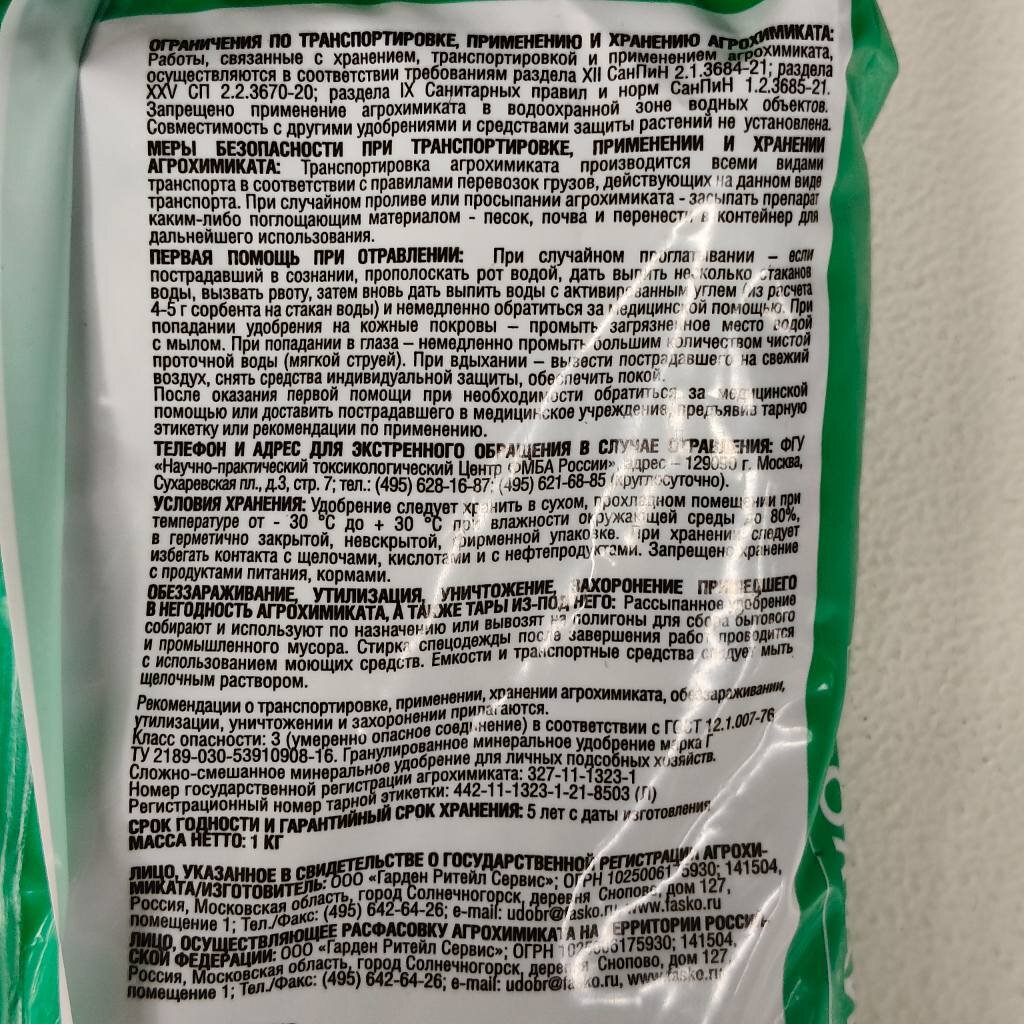 ОГРАНИЧЕНИЯ ПО ТРАНСПОРТИРОВКЕ, ПРИМЕНЕНИЮ И ХРАНЕНИЮ АГРОХИМИКАТА:
Работы, связанные с хранением, транспортировкой и применением агрохимиката,
осуществляются в соответствии требованиям раздела XII СанПиН 2.1.3684-21; раздела
XXV СП 2.2.3670-20; раздела IX Санитарных правил и норм СанПиН 1.2.3685-21.
Запрещено применение агрохимиката в водоохранной зоне водных объектов.
Совместимость с другими удобрениями и средствами защиты растений не установлена.
МЕРЫ БЕЗОПАСНОСТИ ПРИ ТРАНСПОРТИРОВКЕ, ПРИМЕНЕНИИ И ХРАНЕНИИ
АГРОХИМИКАТА: Транспортировка агрохимиката производится всеми видами
транспорта в соответствии с правилами перевозок грузов, действующих на данном виде
транспорта. При случайном проливе или просыпании агрохимиката - засыпать препарат
каким-либо поглощающим материалом - песок, почва и перенести в контейнер для
дальнейшего использования.
ПЕРВАЯ ПОМОЩЬ ПРИ ОТРАВЛЕНИИ: При случайном проглатывании – если
пострадавший в сознании, прополоскать рот водой, дать выпить несколько стаканов
воды, вызвать рвоту, затем вновь дать выпить воды с активированным углем (из расчета
4-5 г сорбента на стакан воды) и немедленно обратиться за медицинской помощью. При
попадании удобрения на кожные покровы – промыть загрязненное место водой
с мылом. При попадании в глаза – немедленно промыть большим количеством чистой
проточной воды (мягкой струей). При вдыхании – вывести пострадавшего на свежий
воздух, снять средства индивидуальной защиты, обеспечить покой.
После оказания первой помощи при необходимости обратиться за медицинской
помощью или доставить пострадавшего в медицинское учреждение, предъявив тарную
этикетку или рекомендации по применению.
ТЕЛЕФОН И АДРЕС ДЛЯ ЭКСТРЕННОГО ОБРАЩЕНИЯ В СЛУЧАЕ ОТРАВЛЕНИЯ: ФГУ
«Научно-практический токсикологический Центр ФМБА России», адрес – 129090 г. Москва,
Сухаревская пл., д.3, стр. 7; тел.: (495) 628-16-87; (495) 621-68-85 (круглосуточно).
УСЛОВИЯ ХРАНЕНИЯ: Удобрение следует хранить в сухом, прохладном помещении при
температуре от - 30 °С до + 30 °С при влажности окружающей среды до 80%,
в герметично закрытой, невскрытой, фирменной упаковке. При хранении следует
избегать контакта с щелочами, кислотами и с нефтепродуктами. Запрещено хранение
с продуктами питания, кормами.
ОБЕЗЗАРАЖИВАНИЕ, УТИЛИЗАЦИЯ, УНИЧТОЖЕНИЕ, ЗАХОРОНЕНИЕ ПРИШЕДШЕГО
В НЕГОДНОСТЬ АГРОХИМИКАТА, А ТАКЖЕ ТАРЫ ИЗ-ПОД НЕГО: Рассыпанное удобрение
собирают и используют по назначению или вывозят на полигоны для сбора бытового
и промышленного мусора. Стирка спецодежды после завершения работ проводится
с использованием моющих средств. Емкости и транспортные средства следует мыть
щелочным раствором.
Рекомендации о транспортировке, применении, хранении агрохимиката, обеззараживании,
утилизации, уничтожении и захоронении прилагаются.
Класс опасности: 3 (умеренно опасное соединение) в соответствии с ГОСТ 12.1.007-76
ТУ 2189-030-53910908-16. Гранулированное минеральное удобрение марка Г
Сложно-смешанное минеральное удобрение для личных подсобных хозяйств.
Номер государственной регистрации агрохимиката: 327-11-1323-1
Регистрационный номер тарной этикетки: 442-11-1323-1-21-8503 (Л)
СРОК ГОДНОСТИ И ГАРАНТИЙНЫЙ СРОК ХРАНЕНИЯ: 5 лет с даты изготовления
МАССА НЕТТО: 1 КГ
ЛИЦО, УКАЗАННОЕ В СВИДЕТЕЛЬСТВЕ О ГОСУДАРСТВЕННОЙ РЕГИСТРАЦИИ АГРОХИ-
МИКАТА/ИЗГОТОВИТЕЛЬ: ООО «Гарден Ритейл Сервис»; ОГРН 141504,
Россия, Московская область, город Солнечногорск, деревня Снопово, дом 127,
помещение 1; Тел./Факс: (495) 642-64-26; e-mail: udobr@fasko.ru, www.fasko.ru
ЛИЦО, ОСУЩЕСТВЛЯЮЩЕЕ РАСФАСОВКУ АГРОХИМИКАТА НА ТЕРРИТОРИИ РОССИЙ-
СКОЙ ФЕДЕРАЦИИ: ООО «Гарден Ритейл Сервис»; ОГРН 141504,
Россия, Московская область, город Солнечногорск, деревня Снопово, дом 127,
помещение 1; Тел./Факс: (495) 642-64-26; e-mail: udobr@fasko.ru, www.fasko.ru